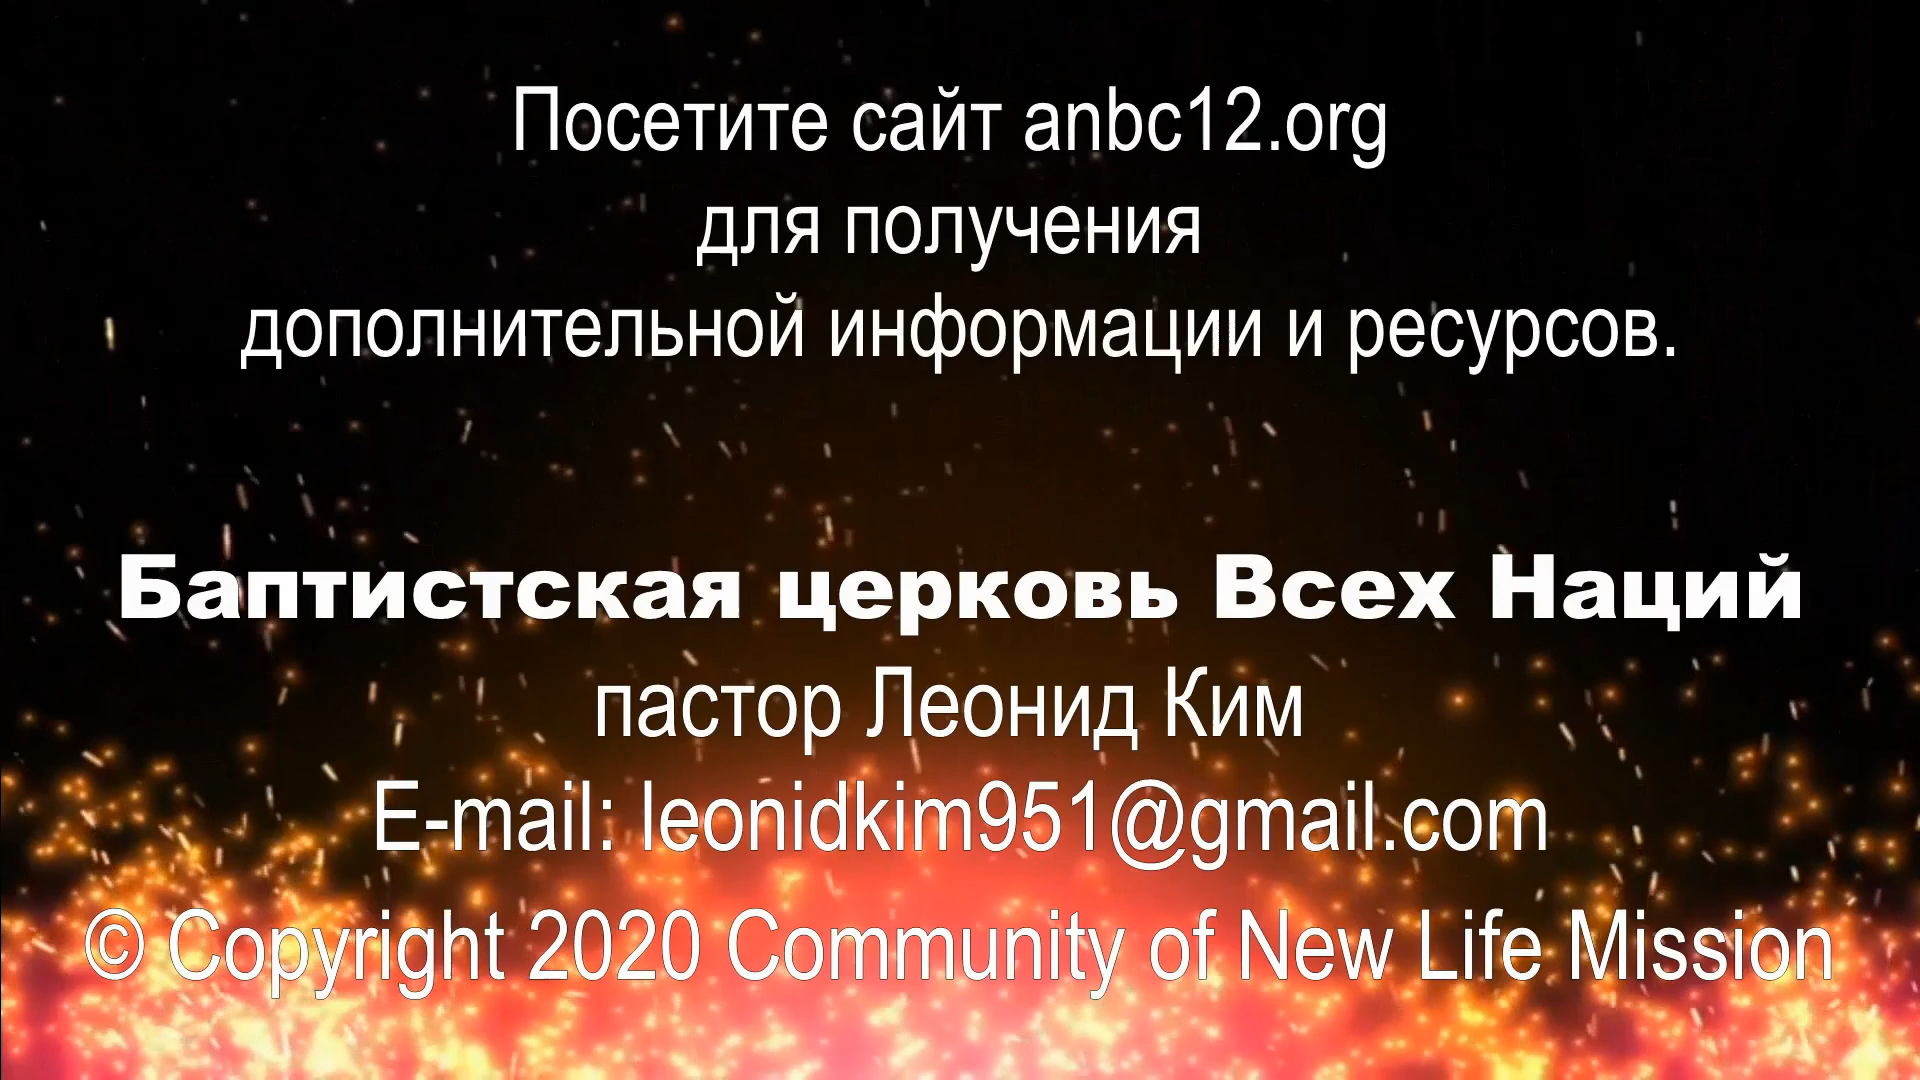 Посетите сайт anbc12.org
для получения
дополнительной информации и ресурсов.
Баптистская церковь Всех Наций
пастор Леонид Ким
E-mail: leonidkim951@gmail.com
© Copyright 2020 Community of New Life Mission